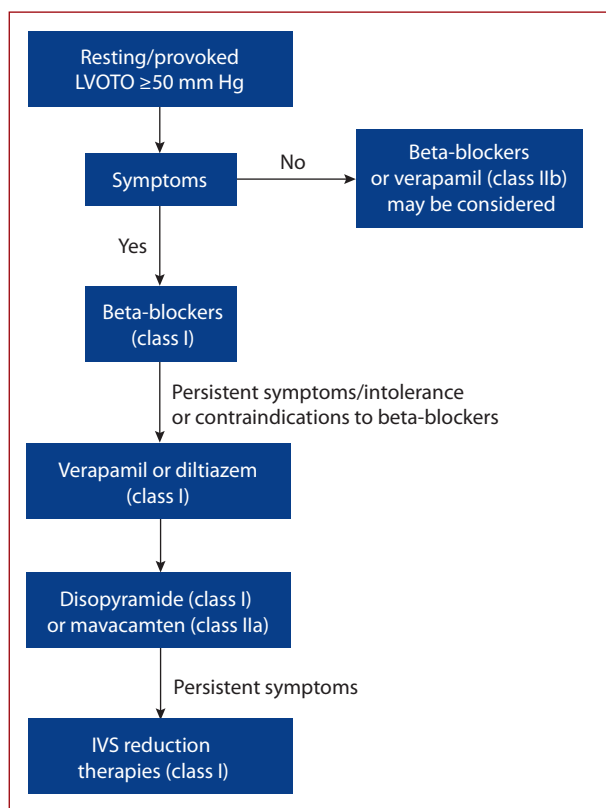 Resting/provoked
LVOTO ≥50 mm Hg
Symptoms
No
Beta-blockers
or verapamil (class IIb)
may be considered
Yes
Beta-blockers
(class I)
Persistent symptoms/intolerance
or contraindications to beta-blockers
Verapamil or diltiazem
(class I)
Disopyramide (class I)
or mavacamten (class IIa)
Persistent symptoms
IVS reduction
therapies (class I)